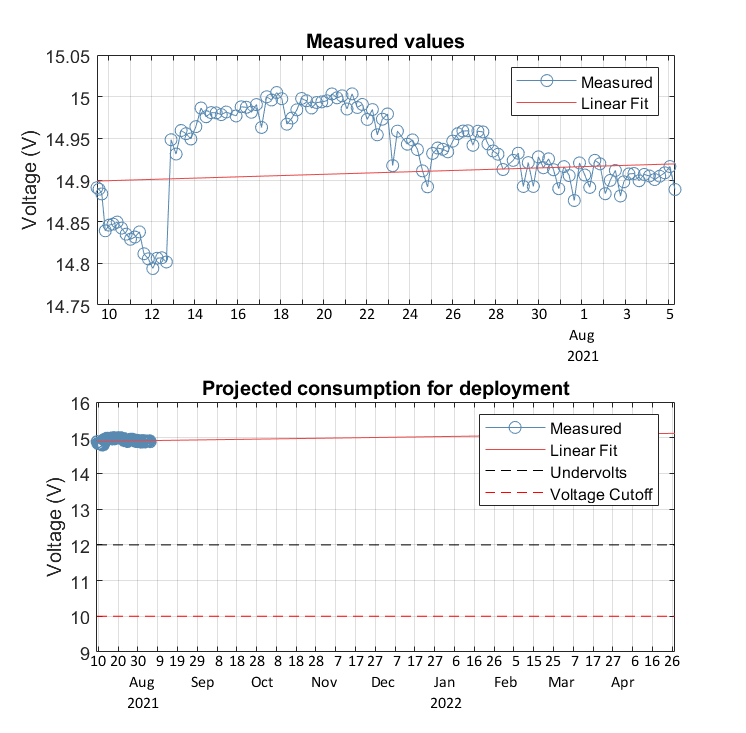 Measured values
15.05
15
14.95
14.9
14.85
14.8
14.75
Voltage (V)
Measured
Linear Fit
10 12 14 16 18 20 22 24 26 28 30 1 3 5
Aug
2021
Projected consumption for deployment
16
15
14
13
12
11
10
9
Voltage (V)
Measured
Linear Fit
Undervolts
Voltage Cutoff
10 20 30 9 19 29 8 18 28 8 18 28 7 17 27 7 17 27 6 16 26 5 15 25 7 17 27 6 16 26
Aug Sep Oct Nov Dec Jan Feb Mar Apr
2021 2022